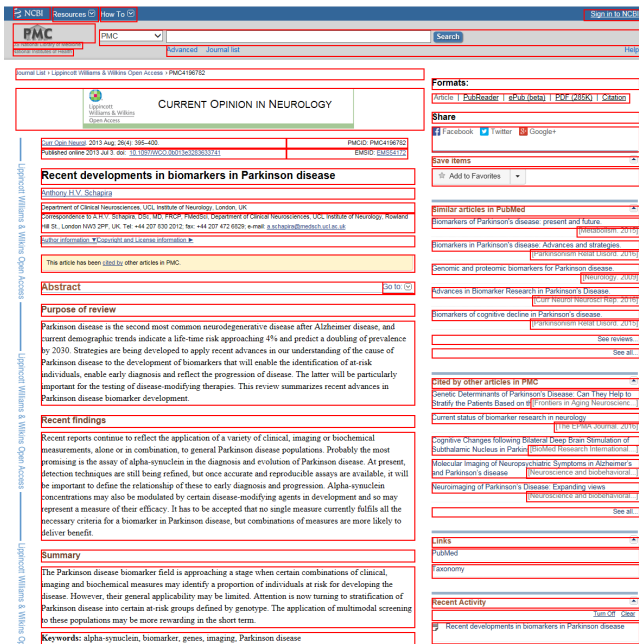 NCBI Resources How To Sign in to NCBI
PMC
US National Library of Medicine
National Institutes of Health
PMC Search
Advanced Journal list Help
Journal List > Lippincott Williams & Wilkins Open Access > PMC4196782
Lippincott
Williams & Wilkins
Open Access
CURRENT OPINION IN NEUROLOGY
Curr Opin Neurol. 2013 Aug; 26(4): 395–400. PMCID: PMC4196782
Published online 2013 Jul 3. doi: 10.1097/WCO.0b013e3283633741 EMSID: EMS54172
Recent developments in biomarkers in Parkinson disease
Anthony H.V. Schapira
Department of Clinical Neurosciences, UCL Institute of Neurology, London, UK
Correspondence to A.H.V. Schapira, DSc, MD, FRCP, FMedSci, Department of Clinical Neurosciences, UCL Institute of Neurology, Rowland
Hill St., London NW3 2PF, UK. Tel: +44 207 830 2012; fax: +44 207 472 6829; e-mail: a.schapira@medsch.ucl.ac.uk
Author information ▼ Copyright and License information ►
This article has been cited by other articles in PMC.
Abstract Go to:
Purpose of review
Parkinson disease is the second most common neurodegenerative disease after Alzheimer disease, and
current demographic trends indicate a life-time risk approaching 4% and predict a doubling of prevalence
by 2030. Strategies are being developed to apply recent advances in our understanding of the cause of
Parkinson disease to the development of biomarkers that will enable the identification of at-risk
individuals, enable early diagnosis and reflect the progression of disease. The latter will be particularly
important for the testing of disease-modifying therapies. This review summarizes recent advances in
Parkinson disease biomarker development.
Recent findings
Recent reports continue to reflect the application of a variety of clinical, imaging or biochemical
measurements, alone or in combination, to general Parkinson disease populations. Probably the most
promising is the assay of alpha-synuclein in the diagnosis and evolution of Parkinson disease. At present,
detection techniques are still being refined, but once accurate and reproducible assays are available, it will
be important to define the relationship of these to early diagnosis and progression. Alpha-synuclein
concentrations may also be modulated by certain disease-modifying agents in development and so may
represent a measure of their efficacy. It has to be accepted that no single measure currently fulfils all the
necessary criteria for a biomarker in Parkinson disease, but combinations of measures are more likely to
deliver benefit.
Summary
The Parkinson disease biomarker field is approaching a stage when certain combinations of clinical,
imaging and biochemical measures may identify a proportion of individuals at risk for developing the
disease. However, their general applicability may be limited. Attention is now turning to stratification of
Parkinson disease into certain at-risk groups defined by genotype. The application of multimodal screening
to these populations may be more rewarding in the short term.
Keywords: alpha-synuclein, biomarker, genes, imaging, Parkinson disease
Lippincott Williams & Wilkins Open Access
Lippincott Williams & Wilkins Open Access
Lippincott Williams & Wilkins
Formats:
Article | PubReader | ePub (beta) | PDF (285K) | Citation
Share
Facebook Twitter Google+
Save items
Add to Favorites
Similar articles in PubMed
Biomarkers of Parkinson's disease: present and future.
[Metabolism. 2015]
Biomarkers in Parkinson's disease: Advances and strategies.
[Parkinsonism Relat Disord. 2016]
Genomic and proteomic biomarkers for Parkinson disease.
[Neurology. 2009]
Advances in Biomarker Research in Parkinson's Disease.
[Curr Neurol Neurosci Rep. 2016]
Biomarkers of cognitive decline in Parkinson's disease.
[Parkinsonism Relat Disord. 2015]
See reviews...
See all...
Cited by other articles in PMC
Genetic Determinants of Parkinson's Disease: Can They Help to
Stratify the Patients Based on th [Frontiers in Aging Neuroscienc...]
Current status of biomarker research in neurology
[The EPMA Journal. 2016]
Cognitive Changes following Bilateral Deep Brain Stimulation of
Subthalamic Nucleus in Parkin [BioMed Research International...]
Molecular Imaging of Neuropsychiatric Symptoms in Alzheimer's
and Parkinson's disease [Neuroscience and biobehavioral...]
Neuroimaging of Parkinson's Disease: Expanding views
[Neuroscience and biobehavioral...]
See all...
Links
PubMed
Taxonomy
Recent Activity
Turn Off Clear
Recent developments in biomarkers in Parkinson disease